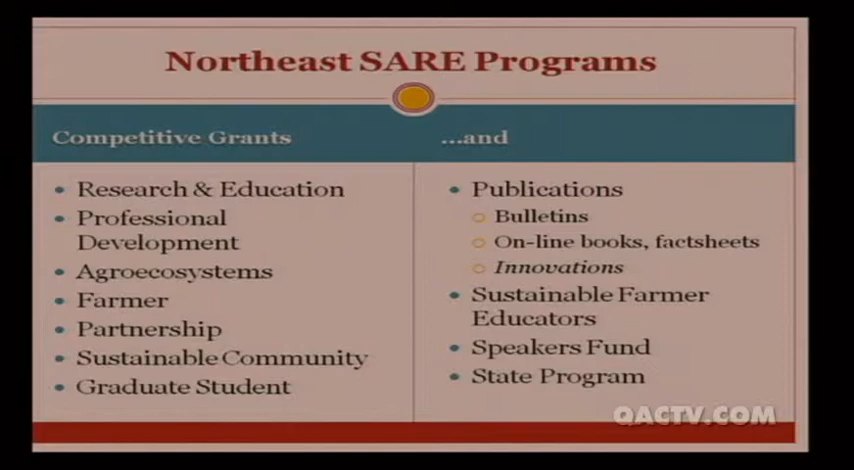 Northeast SARE Programs
Competitive Grants
Research & Education
Professional
Development
Agroecosystems
Farmer
Partnership
Sustainable Community
Graduate Student
...and
Publications
Bulletins
On-line books, factsheets
Innovations
Sustainable Farmer
Educators
Speakers Fund
State Program
QACTV.COM